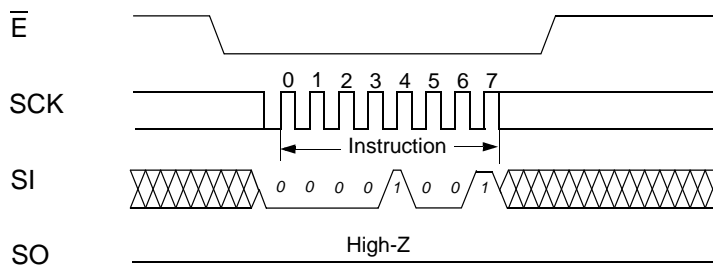 E̅
0 1 2 3 4 5 6 7
SCK
Instruction
SI 0 0 0 0 1 0 0 1
High-Z
SO